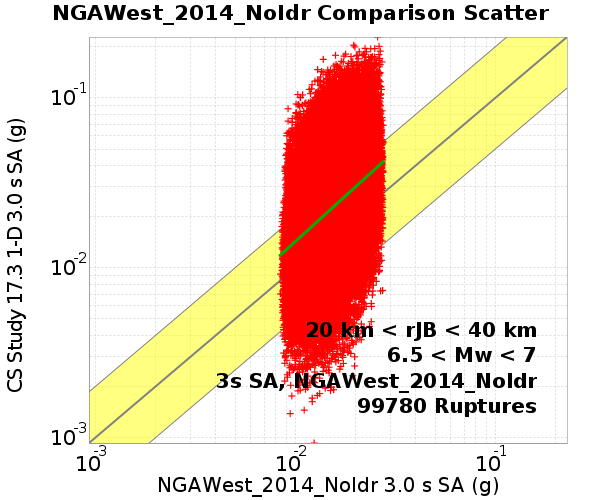 NGAWest_2014_NoIdr Comparison Scatter
CS Study 17.3 1-D 3.0 s SA (g)
10-1
10-2
10-3
20 km < rJB < 40 km
6.5 < Mw < 7
3s SA, NGAWest_2014_NoIdr
99780 Ruptures
10-3 10-2 10-1
NGAWest_2014_NoIdr 3.0 s SA (g)